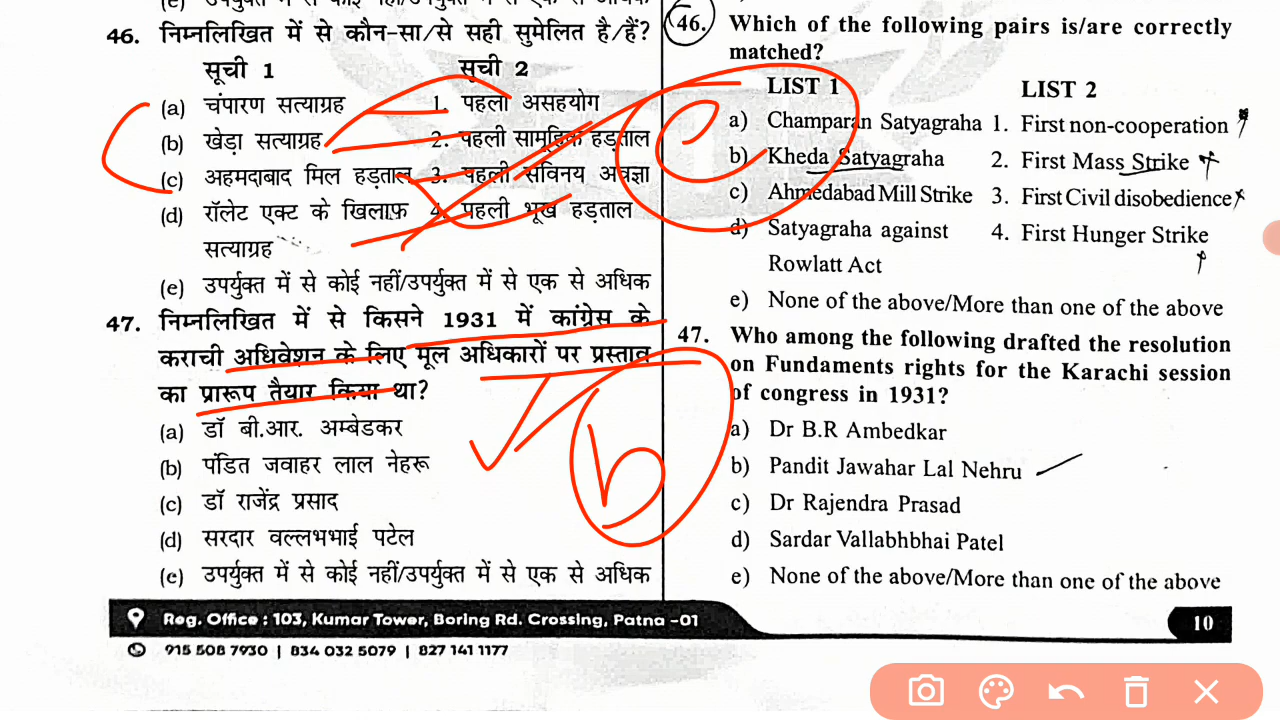 (e) उपर्युक्त में से कोई नहीं/उपर्युक्त में से एक से अधिक
46. निम्नलिखित में से कौन-सा/से सही सुमेलित है/हैं?
सूची 1 सूची 2
(a) चंपारण सत्याग्रह 1. पहला असहयोग
(b) खेड़ा सत्याग्रह 2. पहली सामूहिक हड़ताल
(c) अहमदाबाद मिल हड़ताल 3. पहली सविनय अवज्ञा
(d) रॉलेट एक्ट के खिलाफ़ 4. पहली भूख हड़ताल
सत्याग्रह
(e) उपर्युक्त में से कोई नहीं/उपर्युक्त में से एक से अधिक
47. निम्नलिखित में से किसने 1931 में कांग्रेस के
कराची अधिवेशन के लिए मूल अधिकारों पर प्रस्ताव
का प्रारूप तैयार किया था?
(a) डॉ बी.आर. अम्बेडकर
(b) पंडित जवाहर लाल नेहरू
(c) डॉ राजेंद्र प्रसाद
(d) सरदार वल्लभभाई पटेल
(e) उपर्युक्त में से कोई नहीं/उपर्युक्त में से एक से अधिक
b
46. Which of the following pairs is/are correctly
matched?
LIST 1 LIST 2
a) Champaran Satyagraha 1. First non-cooperation
b) Kheda Satyagraha 2. First Mass Strike
c) Ahmedabad Mill Strike 3. First Civil disobedience
d) Satyagraha against 4. First Hunger Strike
Rowlatt Act
e) None of the above/More than one of the above
e
47. Who among the following drafted the resolution
on Fundaments rights for the Karachi session
of congress in 1931?
a) Dr B.R Ambedkar
b) Pandit Jawahar Lal Nehru
c) Dr Rajendra Prasad
d) Sardar Vallabhbhai Patel
e) None of the above/More than one of the above
Reg. Office : 103, Kumar Tower, Boring Rd. Crossing, Patna -01 10
915 508 7930 | 834 032 5079 | 827 141 1177